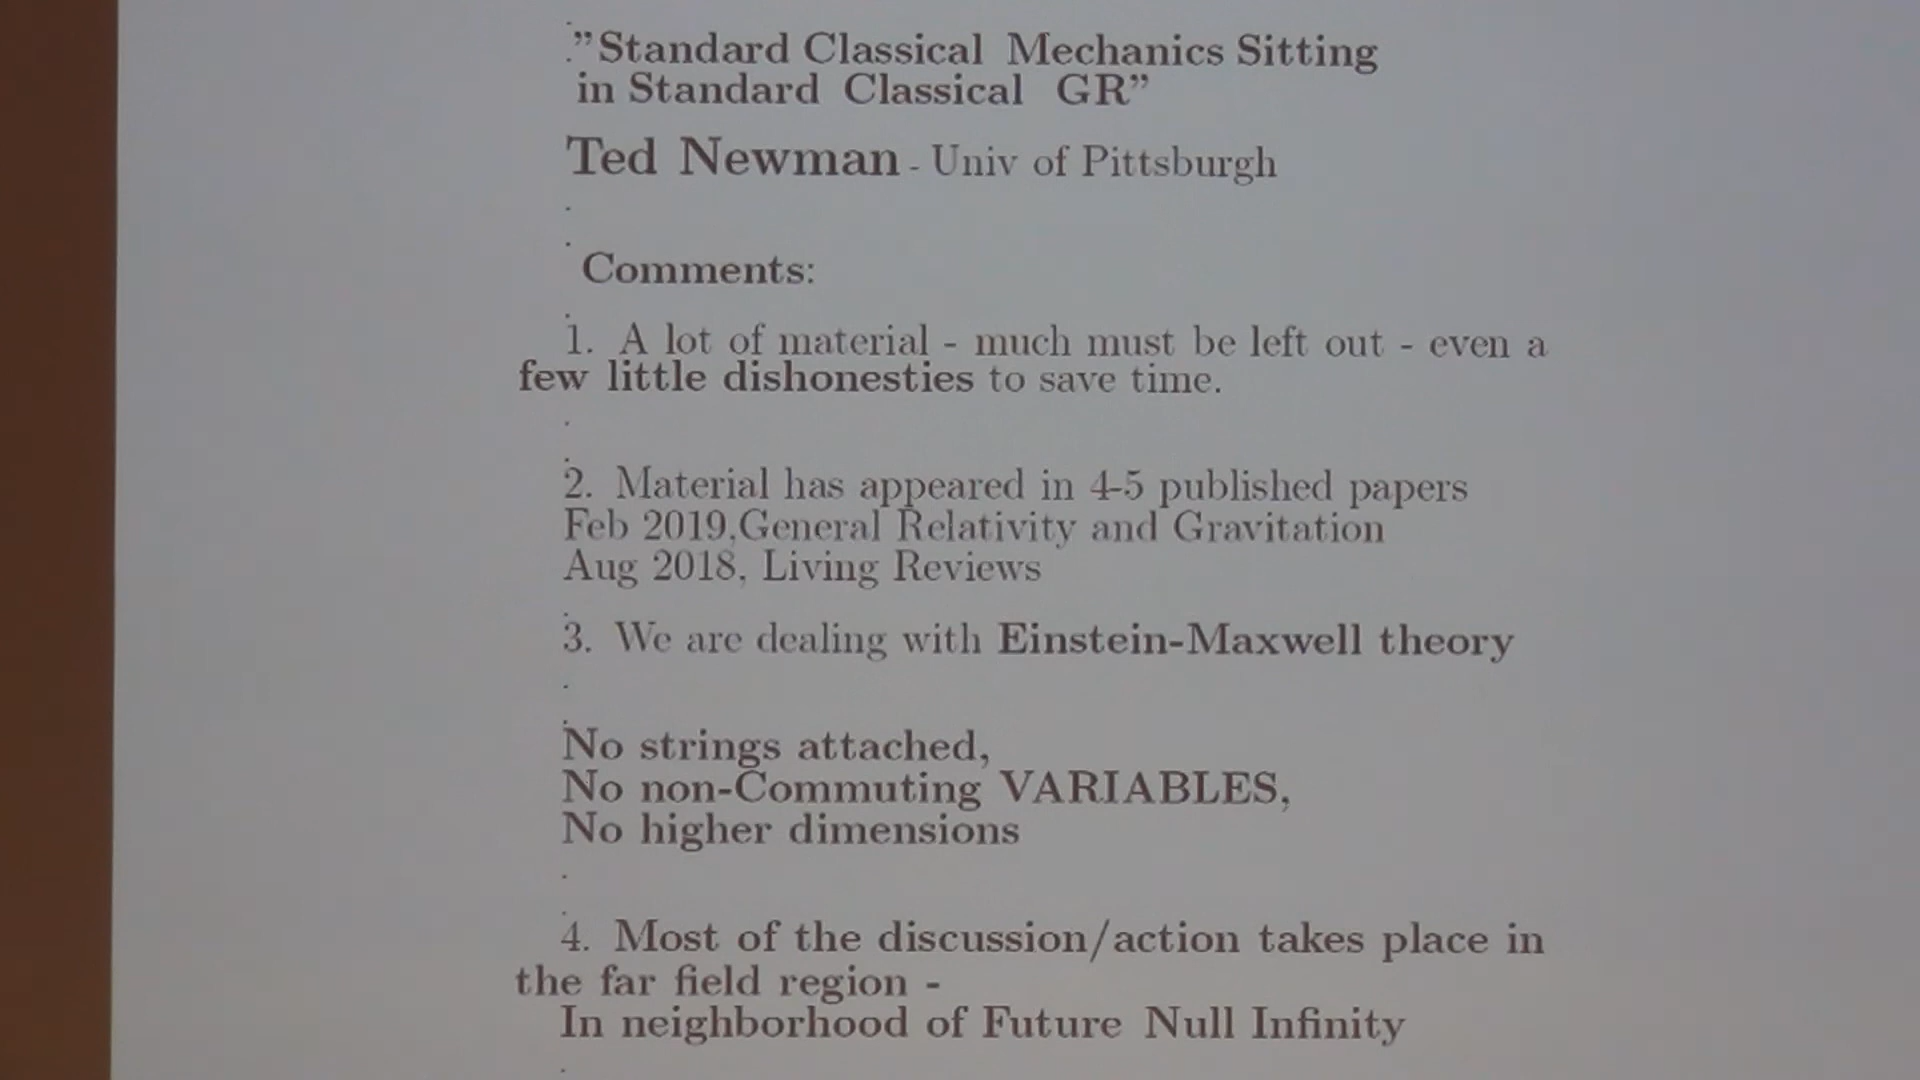 ."Standard Classical Mechanics Sitting
in Standard Classical GR"
Ted Newman - Univ of Pittsburgh
Comments:
1. A lot of material - much must be left out - even a
few little dishonesties to save time.
2. Material has appeared in 4-5 published papers
Feb 2019,General Relativity and Gravitation
Aug 2018, Living Reviews
3. We are dealing with Einstein-Maxwell theory
No strings attached,
No non-Commuting VARIABLES,
No higher dimensions
4. Most of the discussion/action takes place in
the far field region -
In neighborhood of Future Null Infinity